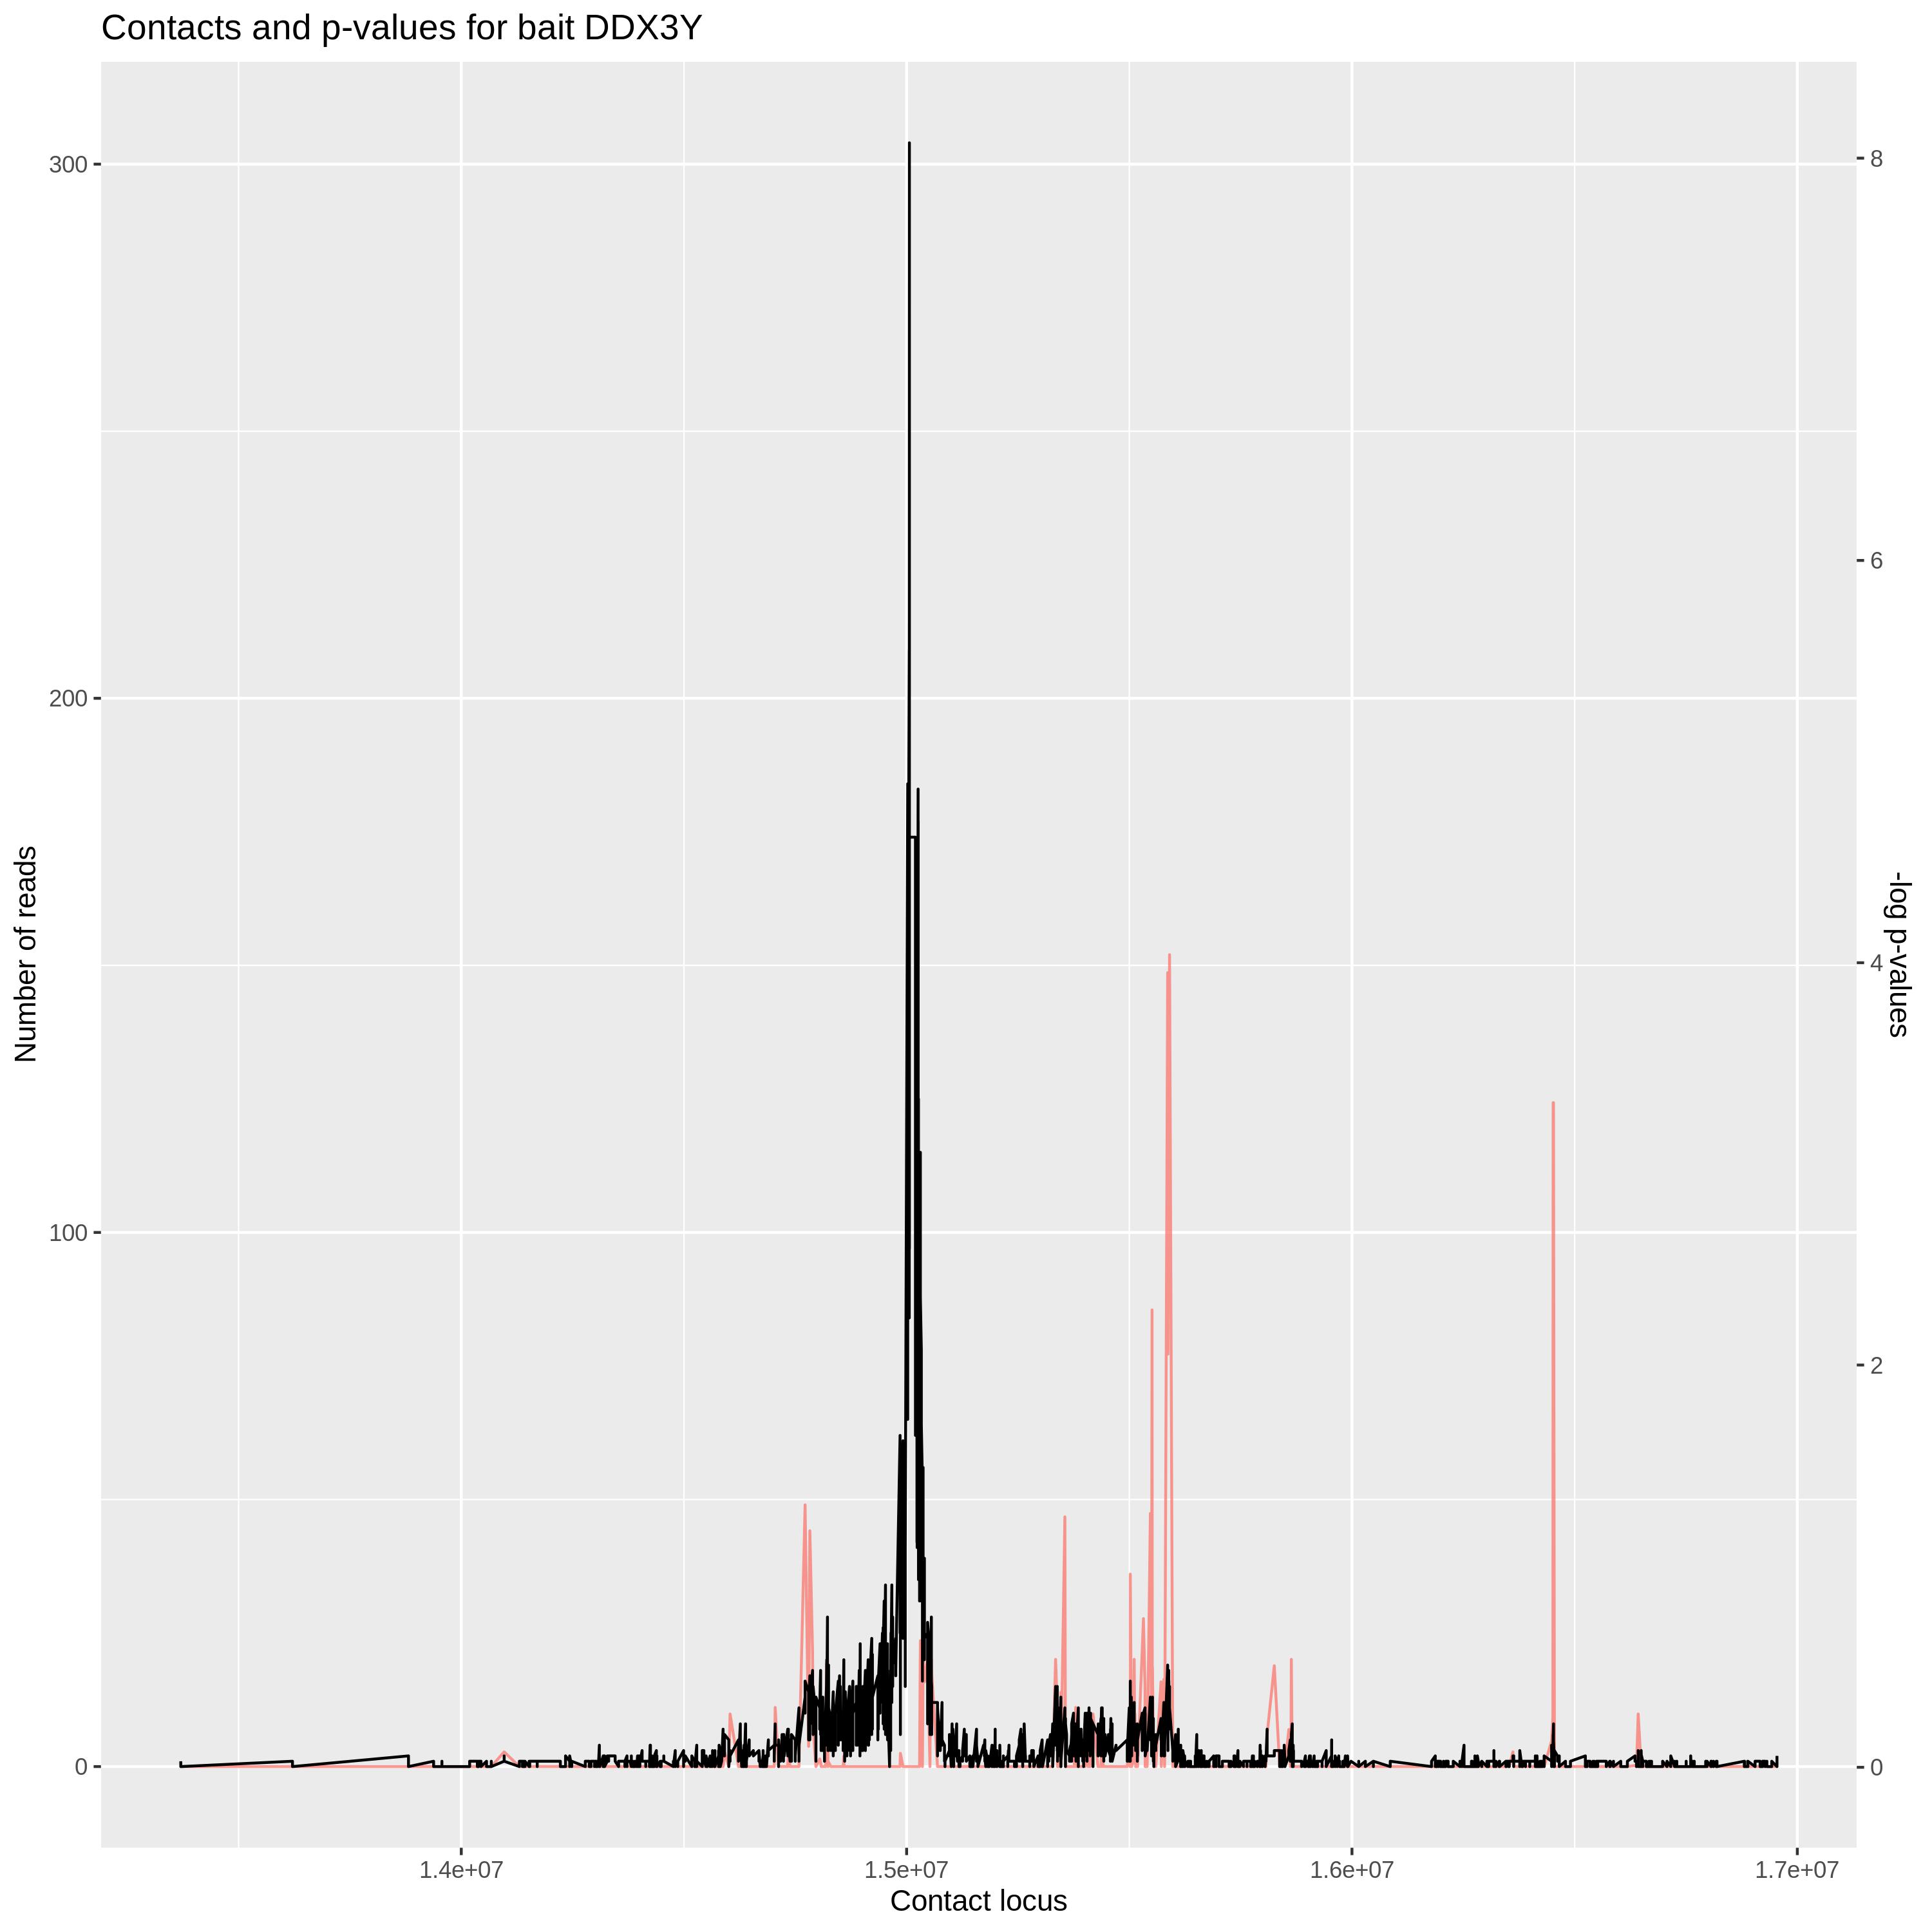 Contacts and p-values for bait DDX3Y
300
200
100
0
Number of reads
8
6
4
2
0
-log p-values
1.4e+07
1.5e+07
1.6e+07
1.7e+07
Contact locus